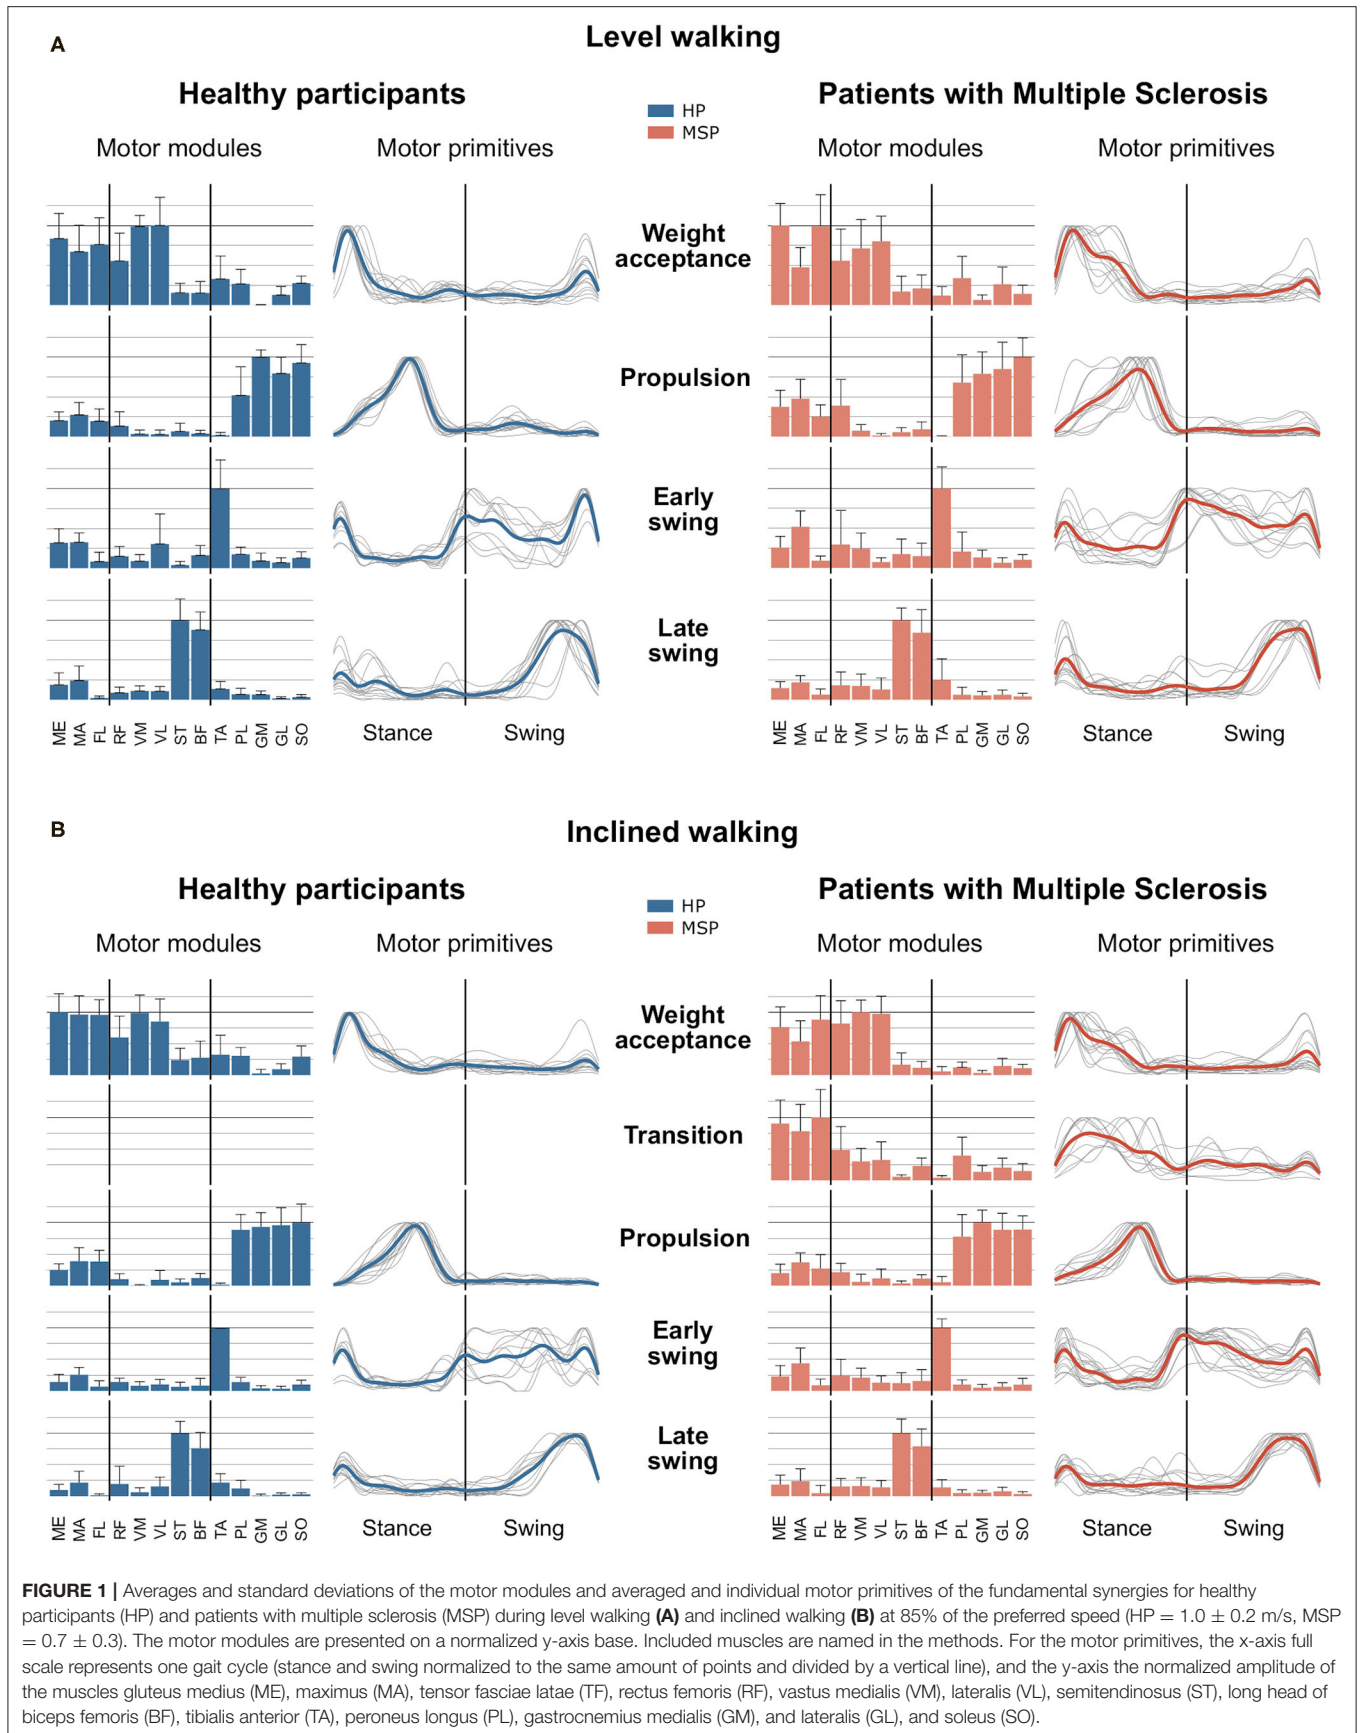 A
Level walking
Healthy participants
Patients with Multiple Sclerosis
HP
MSP
Motor modules
Motor primitives
Motor modules
Motor primitives
Weight
acceptance
Propulsion
Early
swing
Late
swing
ME MA FL RF VM VL ST BF TA PL GM GL SO
Stance Swing
ME MA FL RF VM VL ST BF TA PL GM GL SO
Stance Swing
B
Inclined walking
Healthy participants
Patients with Multiple Sclerosis
HP
MSP
Motor modules
Motor primitives
Motor modules
Motor primitives
Weight
acceptance
Transition
Propulsion
Early
swing
Late
swing
ME MA FL RF VM VL ST BF TA PL GM GL SO
Stance Swing
ME MA FL RF VM VL ST BF TA PL GM GL SO
Stance Swing
FIGURE 1 | Averages and standard deviations of the motor modules and averaged and individual motor primitives of the fundamental synergies for healthy
participants (HP) and patients with multiple sclerosis (MSP) during level walking (A) and inclined walking (B) at 85% of the preferred speed (HP = 1.0 ± 0.2 m/s, MSP
= 0.7 ± 0.3). The motor modules are presented on a normalized y-axis base. Included muscles are named in the methods. For the motor primitives, the x-axis full
scale represents one gait cycle (stance and swing normalized to the same amount of points and divided by a vertical line), and the y-axis the normalized amplitude of
the muscles gluteus medius (ME), maximus (MA), tensor fasciae latae (TF), rectus femoris (RF), vastus medialis (VM), lateralis (VL), semitendinosus (ST), long head of
biceps femoris (BF), tibialis anterior (TA), peroneus longus (PL), gastrocnemius medialis (GM), and lateralis (GL), and soleus (SO).